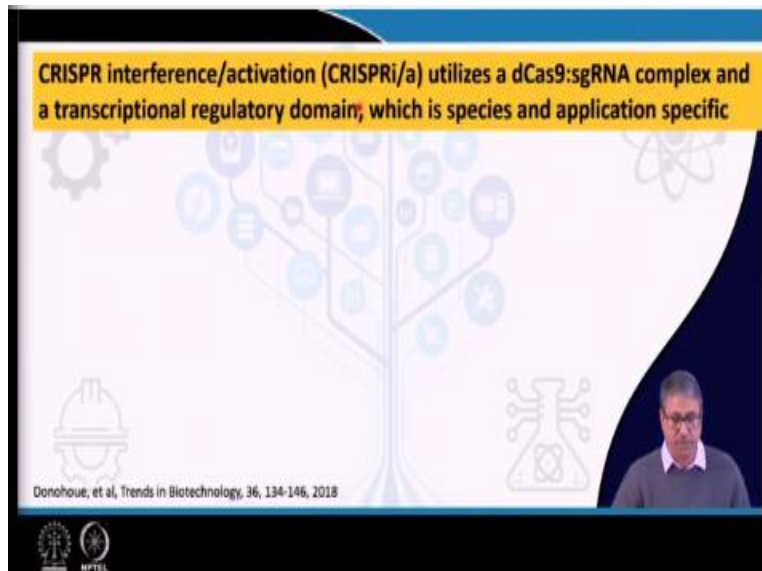 CRISPR interference/activation (CRISPRi/a) utilizes a dCas9:sgRNA complex and
a transcriptional regulatory domain, which is species and application specific
Donohoue, et al, Trends in Biotechnology, 36, 134-146, 2018
NPTEL